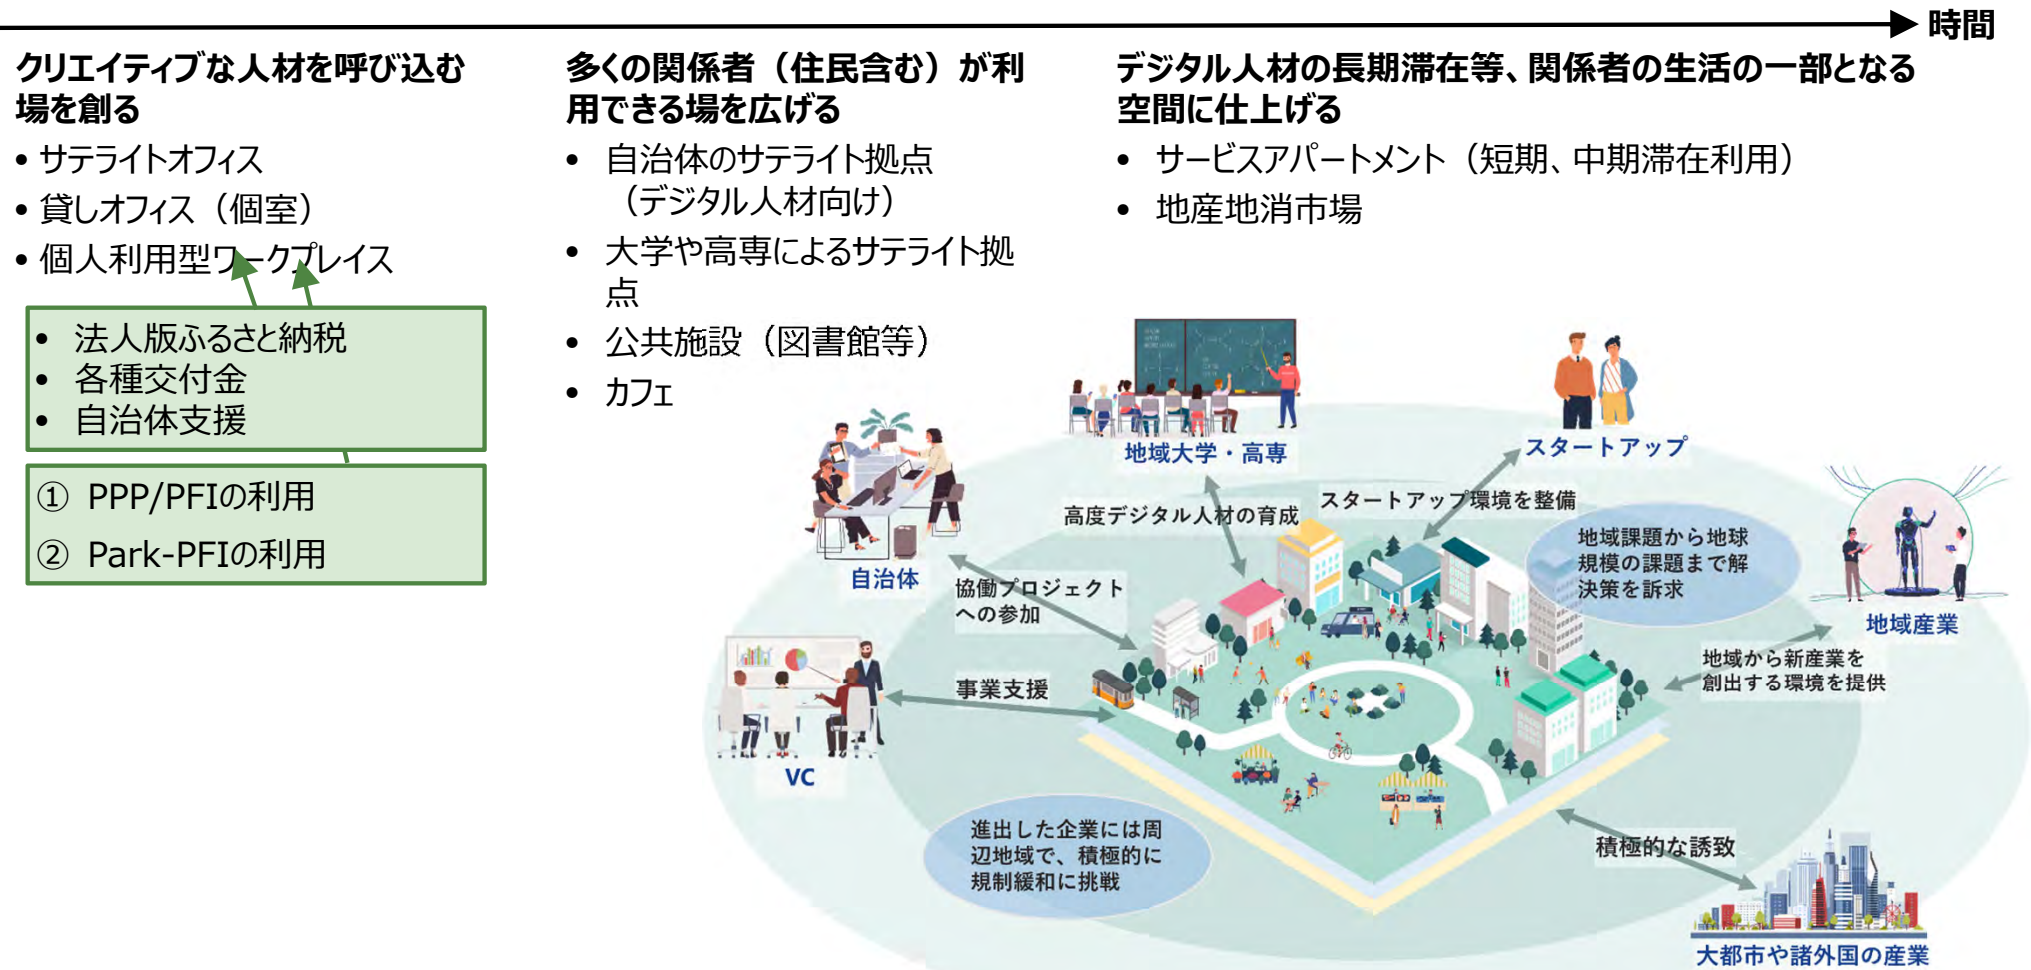 時間
クリエイティブな人材を呼び込む
場を創る
• サテライトオフィス
• 貸しオフィス（個室）
• 個人利用型ワークプレイス
• 法人版ふるさと納税
• 各種交付金
• 自治体支援
① PPP/PFIの利用
② Park-PFIの利用
多くの関係者（住民含む）が利
用できる場を広げる
• 自治体のサテライト拠点
（デジタル人材向け）
• 大学や高専によるサテライト拠
点
• 公共施設（図書館等）
• カフェ
デジタル人材の長期滞在等、関係者の生活の一部となる
空間に仕上げる
• サービスアパートメント（短期、中期滞在利用）
• 地産地消市場
地域大学・高専
スタートアップ
高度デジタル人材の育成
スタートアップ環境を整備
地域課題から地球
規模の課題まで解
決策を訴求
自治体
協働プロジェクト
への参加
地域産業
地域から新産業を
創出する環境を提供
事業支援
VC
進出した企業には周
辺地域で、積極的に
規制緩和に挑戦
積極的な誘致
大都市や諸外国の産業